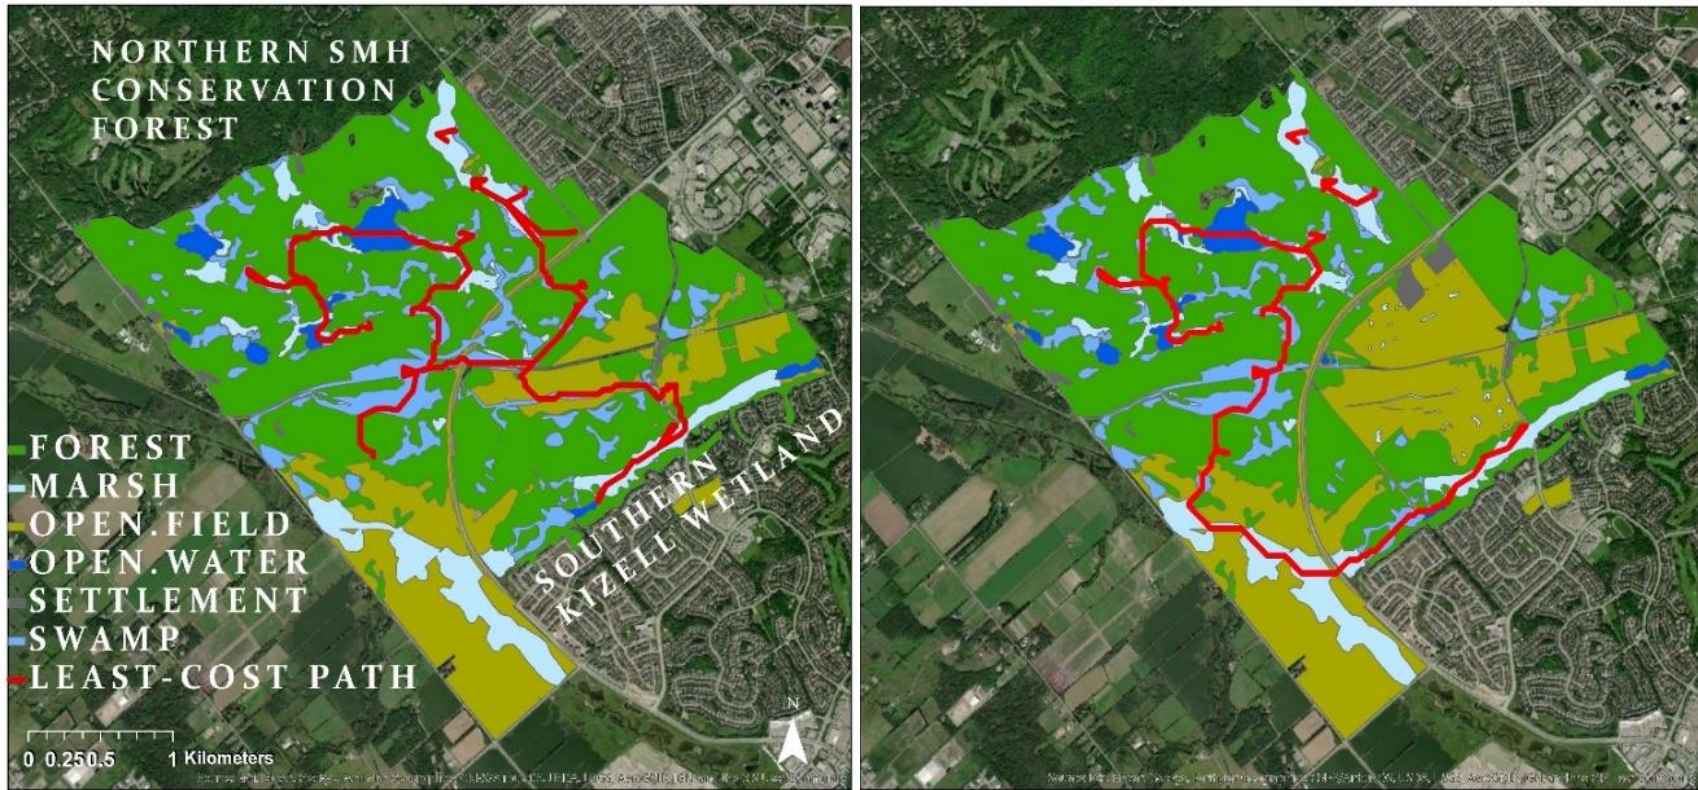 NORTHERN SMH
CONSERVATION
FOREST
FOREST
MARSH
OPEN.FIELD
OPEN.WATER
SETTLEMENT
SWAMP
LEAST-COST PATH
SOUTHERN
KIZELL WETLAND
N
0 0.250.5 1 Kilometers